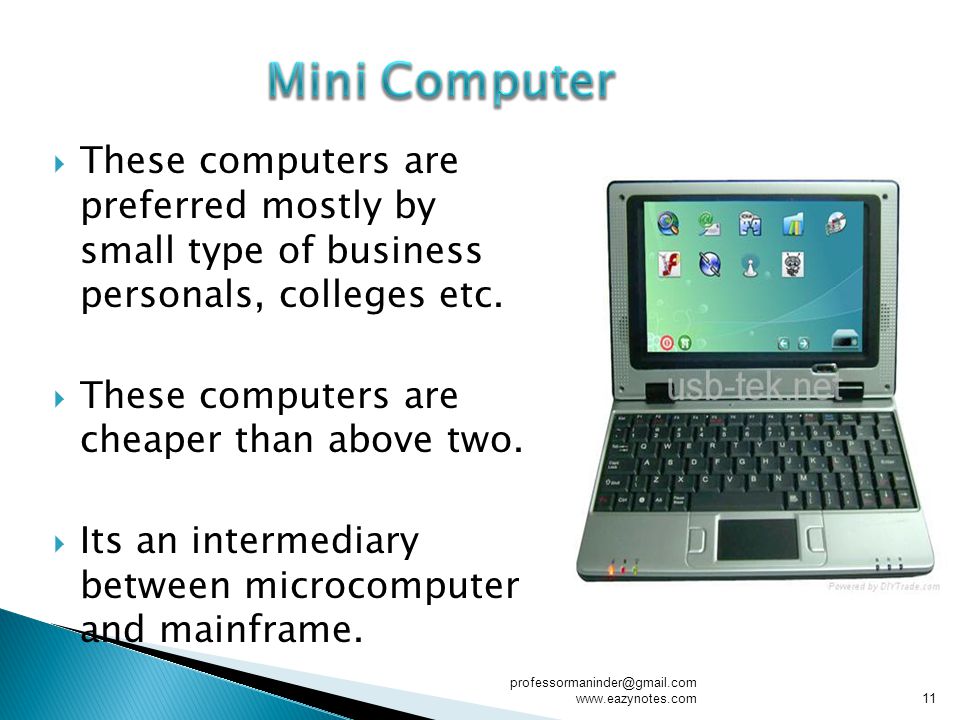 Mini Computer
These computers are
preferred mostly by
small type of business
personals, colleges etc.
These computers are
cheaper than above two.
Its an intermediary
between microcomputer
and mainframe.
usb-tek.net
Powered by DIYTrade.com
professormaninder@gmail.com
www.eazynotes.com
11